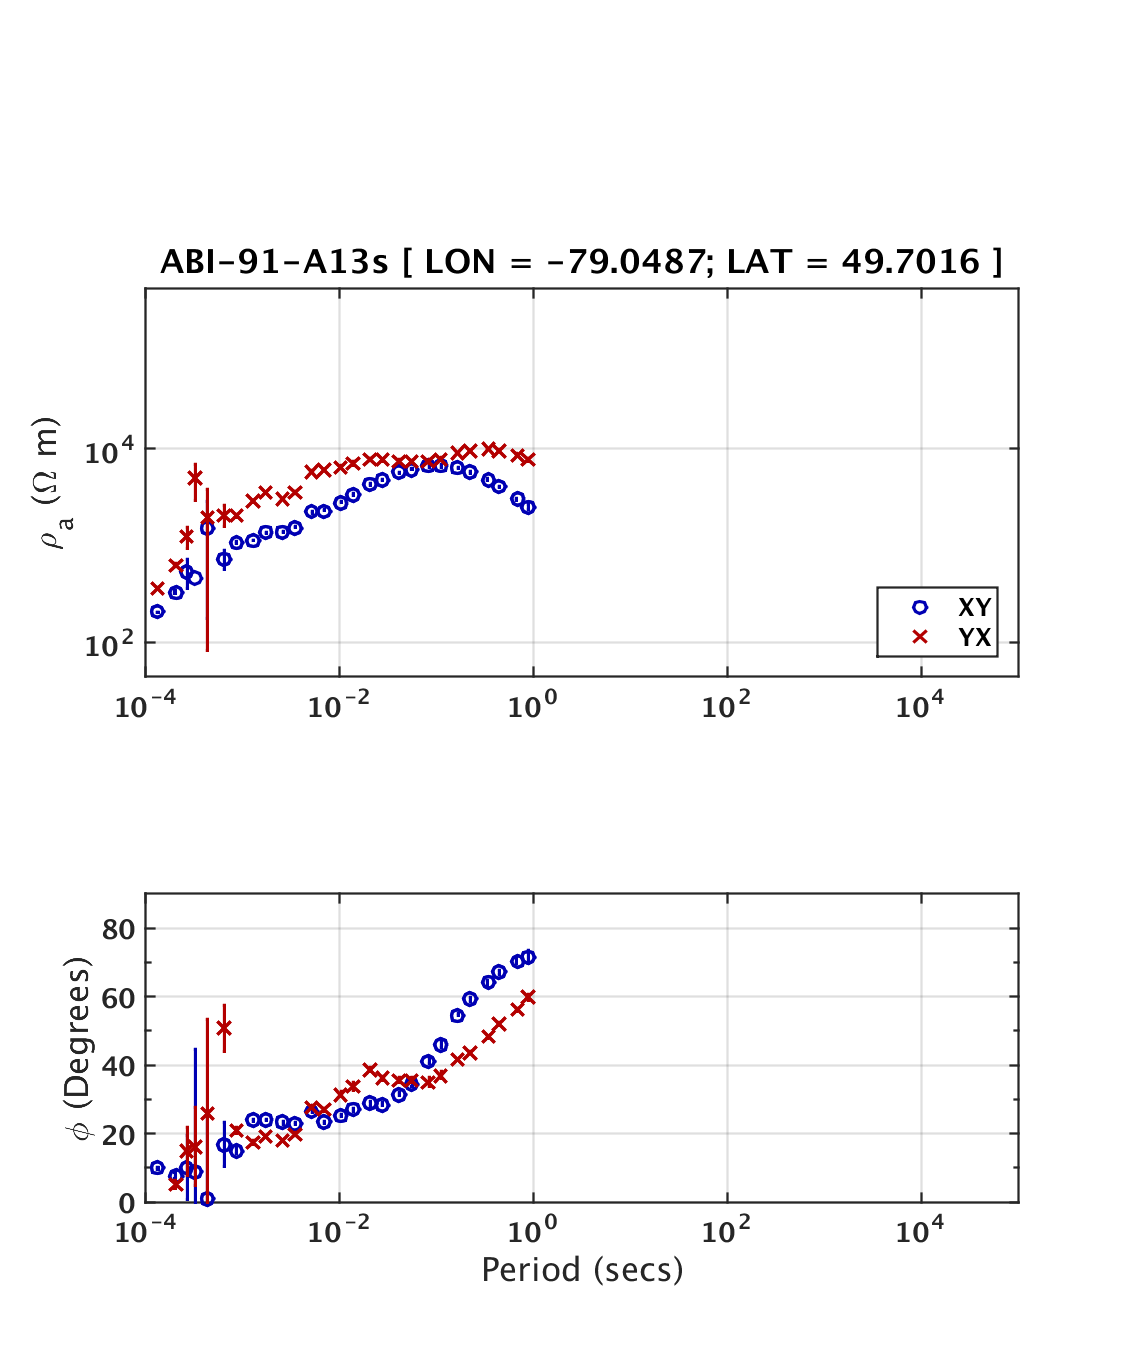 ABI-91-A13s [ LON = -79.0487; LAT = 49.7016 ]
ρa (Ω m)
10^4
10^2
XY
YX
10^-4 10^-2 10^0 10^2 10^4
φ (Degrees)
80
60
40
20
0
10^-4 10^-2 10^0 10^2 10^4
Period (secs)